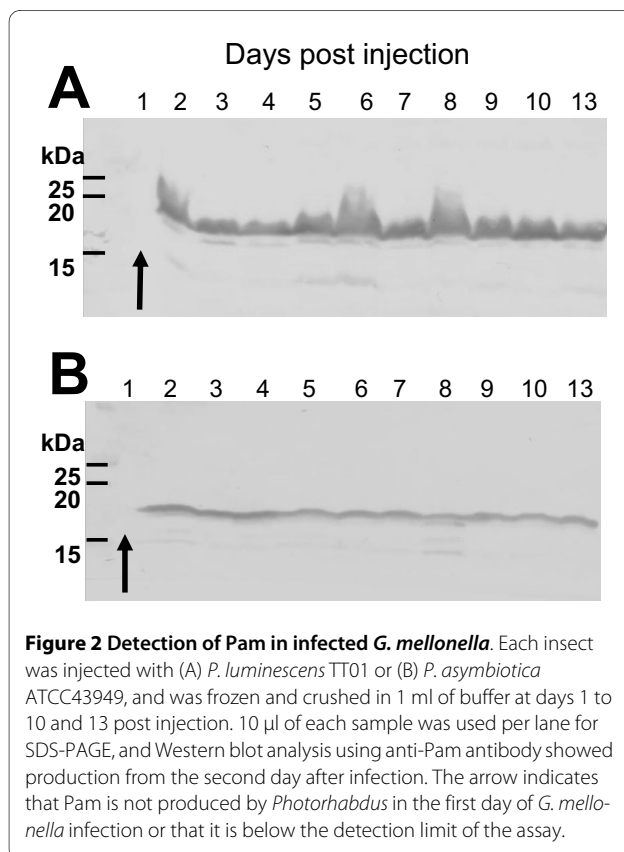 Days post injection
A
1 2 3 4 5 6 7 8 9 10 13
kDa
25
20
15
B
1 2 3 4 5 6 7 8 9 10 13
kDa
25
20
15
Figure 2 Detection of Pam in infected G. mellonella. Each insect
was injected with (A) P. luminescens TT01 or (B) P. asymbiotica
ATCC43949, and was frozen and crushed in 1 ml of buffer at days 1 to
10 and 13 post injection. 10 μl of each sample was used per lane for
SDS-PAGE, and Western blot analysis using anti-Pam antibody showed
production from the second day after infection. The arrow indicates
that Pam is not produced by Photorhabdus in the first day of G. mello-
nella infection or that it is below the detection limit of the assay.